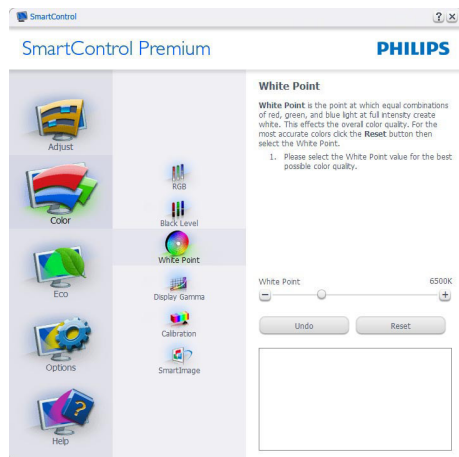 SmartControl
SmartControl Premium
PHILIPS
Adjust
Color
Eco
Options
Help
RGB
Black Level
White Point
Display Gamma
Calibration
SmartImage
White Point
White Point is the point at which equal combinations
of red, green, and blue light at full intensity create
white. This effects the overall color quality. For the
most accurate colors click the Reset button then
select the White Point.
1. Please select the White Point value for the best
possible color quality.
White Point 6500K
Undo Reset